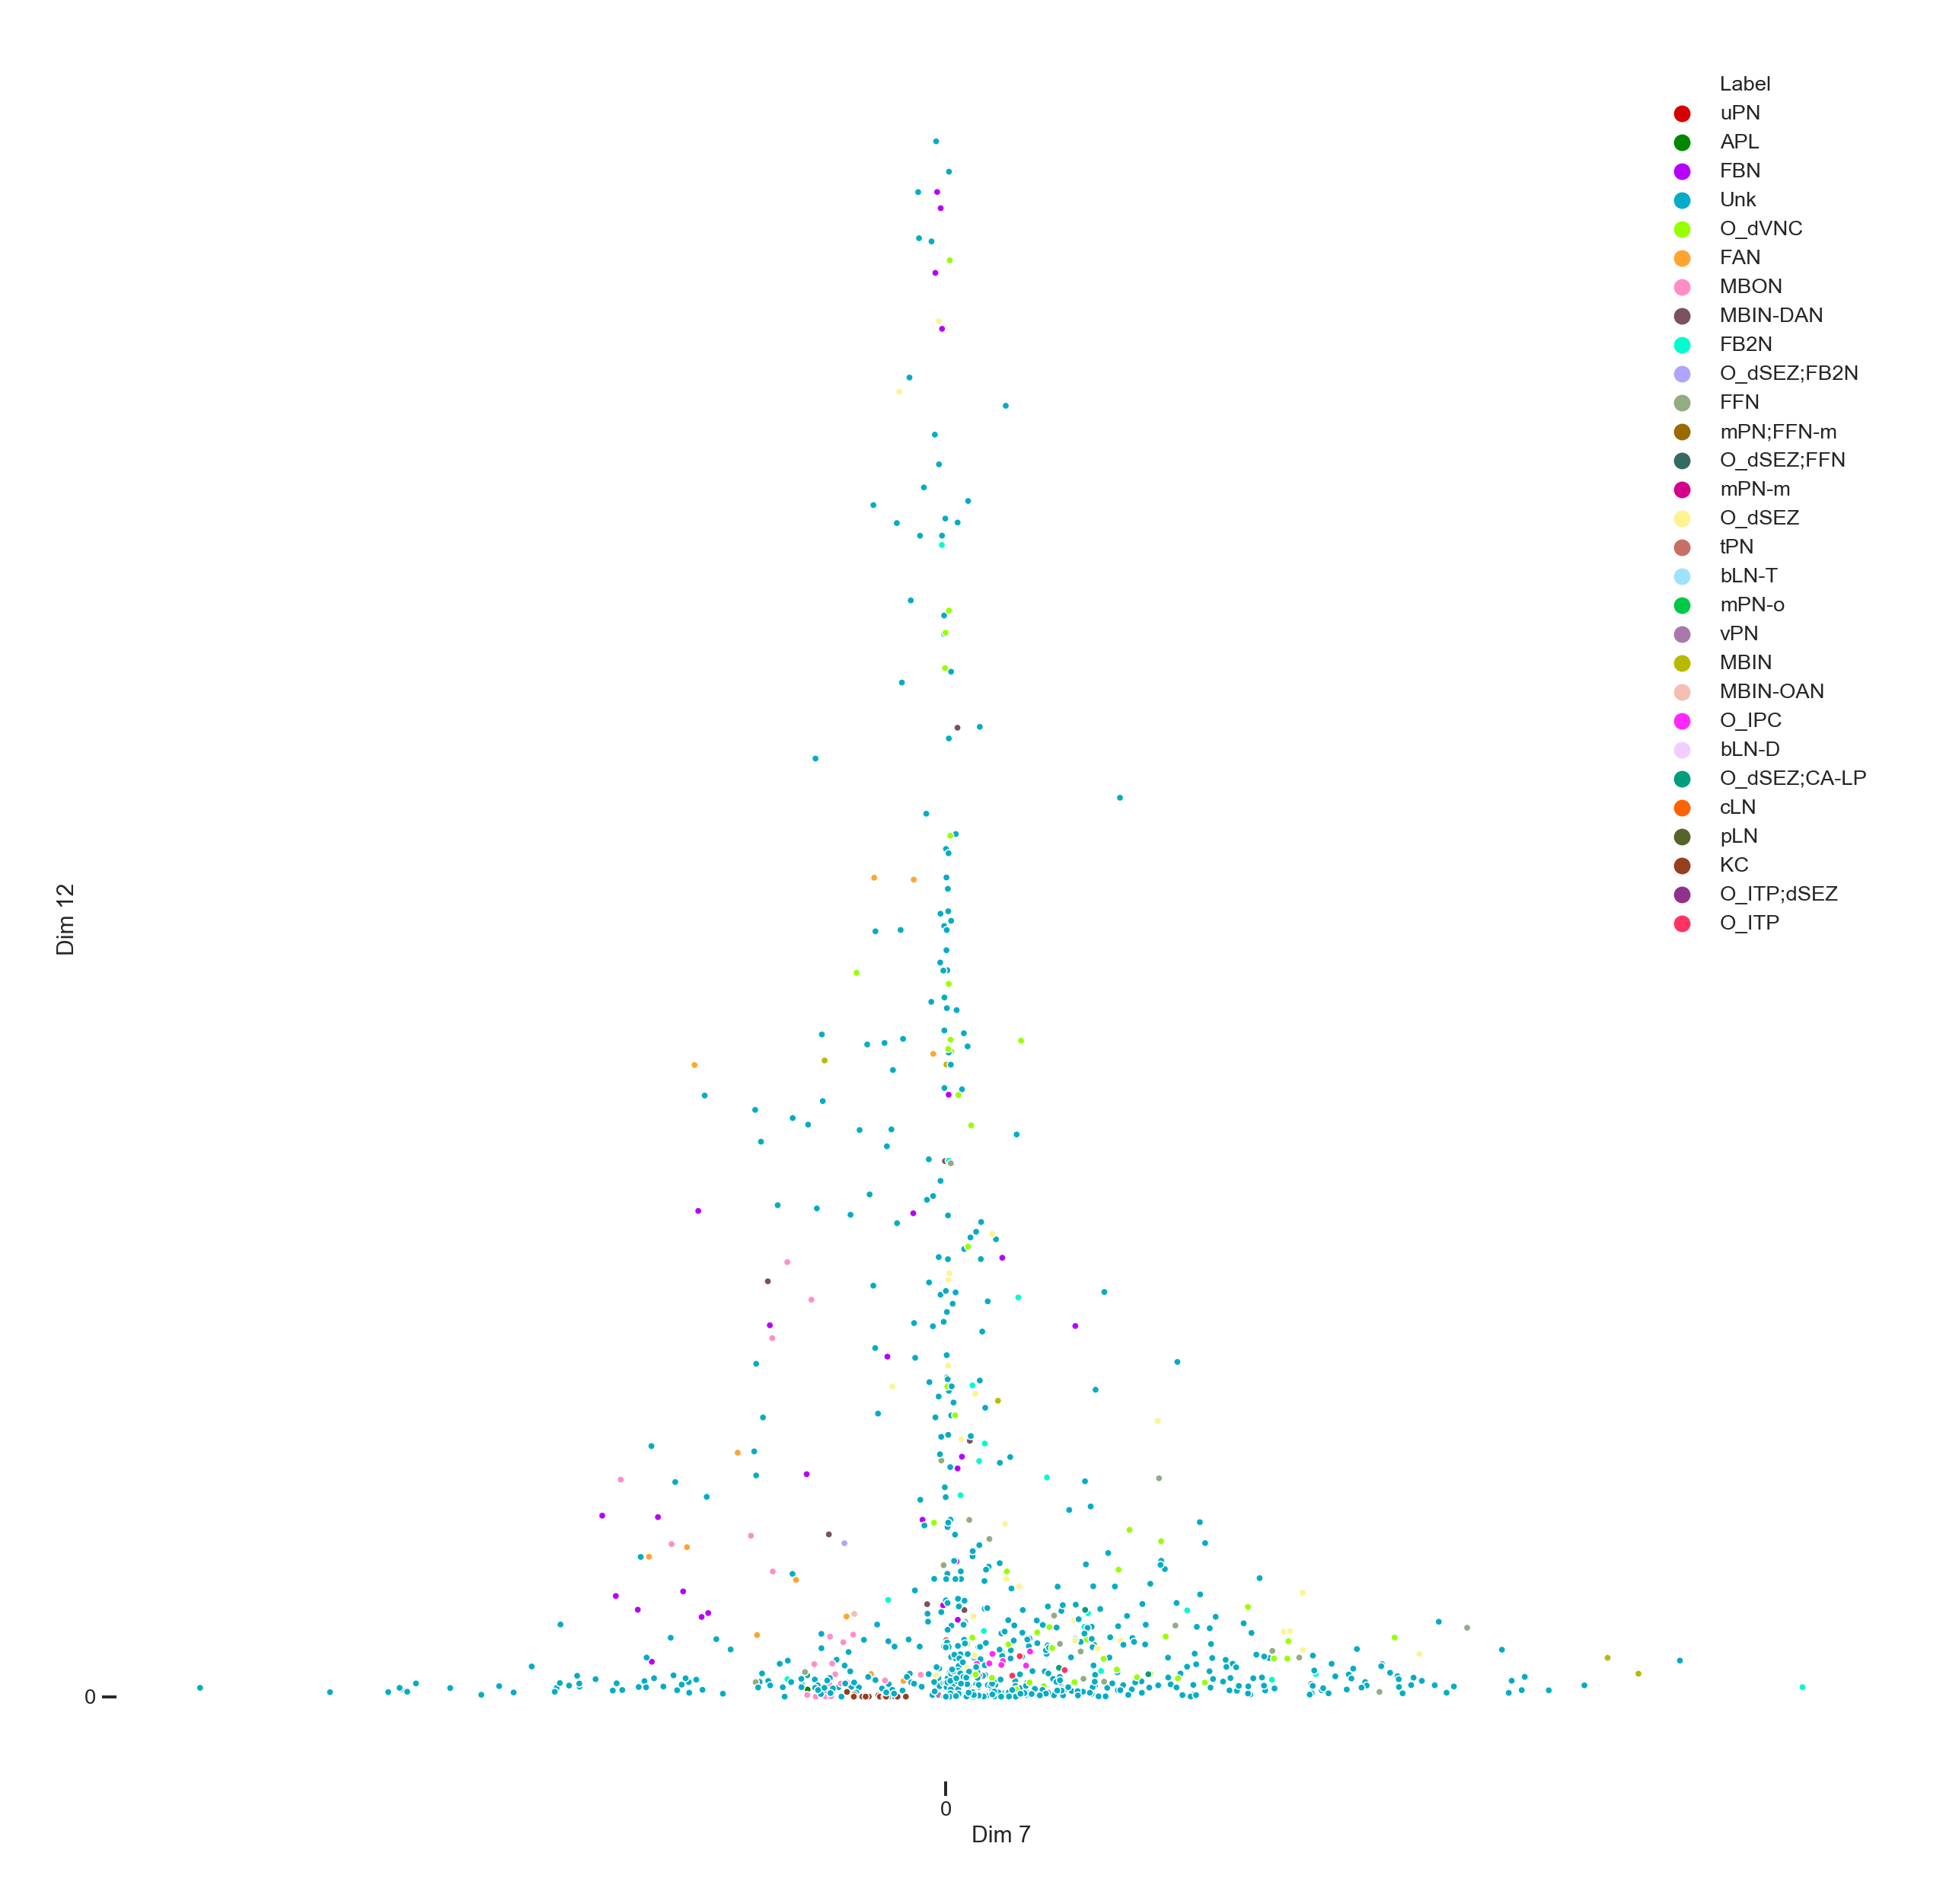 Label
uPN
APL
FBN
Unk
O_dVNC
FAN
MBON
MBIN-DAN
FB2N
O_dSEZ;FB2N
FFN
mPN;FFN-m
O_dSEZ;FFN
mPN-m
O_dSEZ
tPN
bLN-T
mPN-o
vPN
MBIN
MBIN-OAN
O_IPC
bLN-D
O_dSEZ;CA-LP
cLN
pLN
KC
O_ITP;dSEZ
O_ITP
Dim 12
0
0
Dim 7